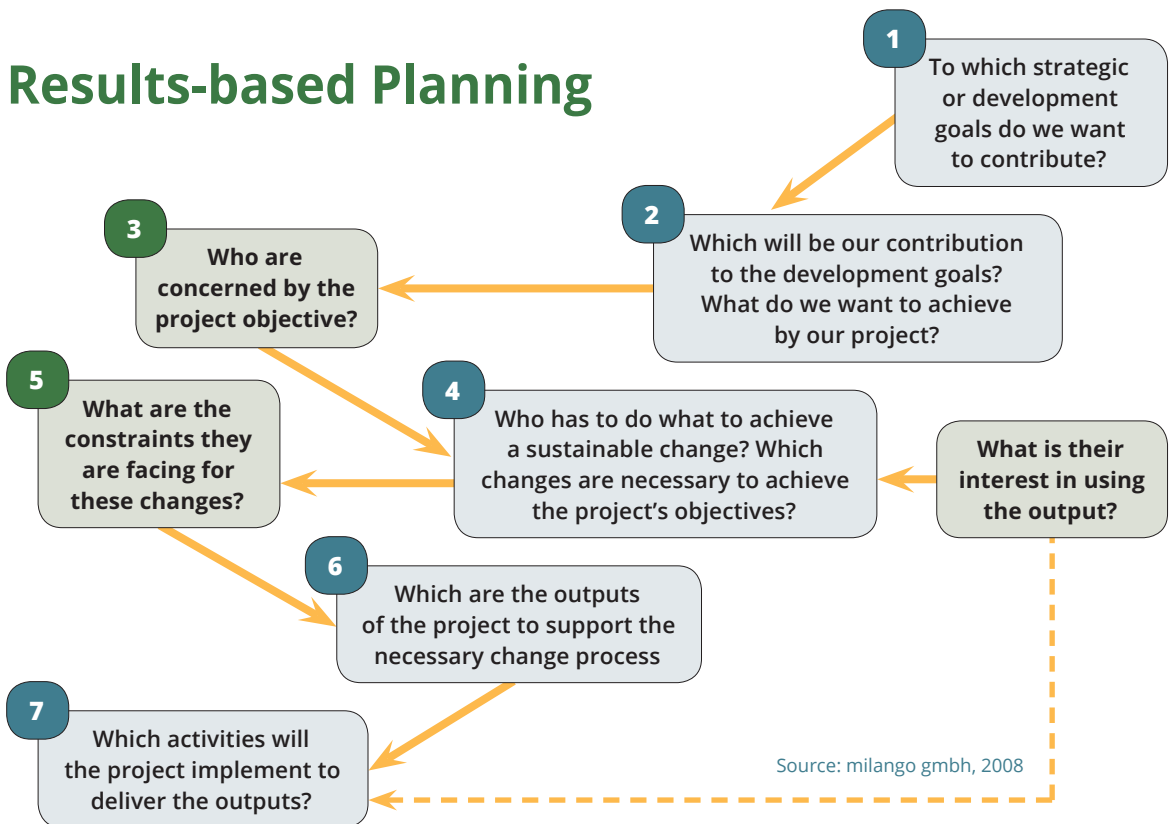 Results-based Planning
1
To which strategic
or development
goals do we want
to contribute?
2
Which will be our contribution
to the development goals?
What do we want to achieve
by our project?
3
Who are
concerned by the
project objective?
4
Who has to do what to achieve
a sustainable change? Which
changes are necessary to achieve
the project's objectives?
What is their
interest in using
the output?
5
What are the
constraints they
are facing for
these changes?
6
Which are the outputs
of the project to support the
necessary change process
7
Which activities will
the project implement to
deliver the outputs?
Source: milango gmbh, 2008